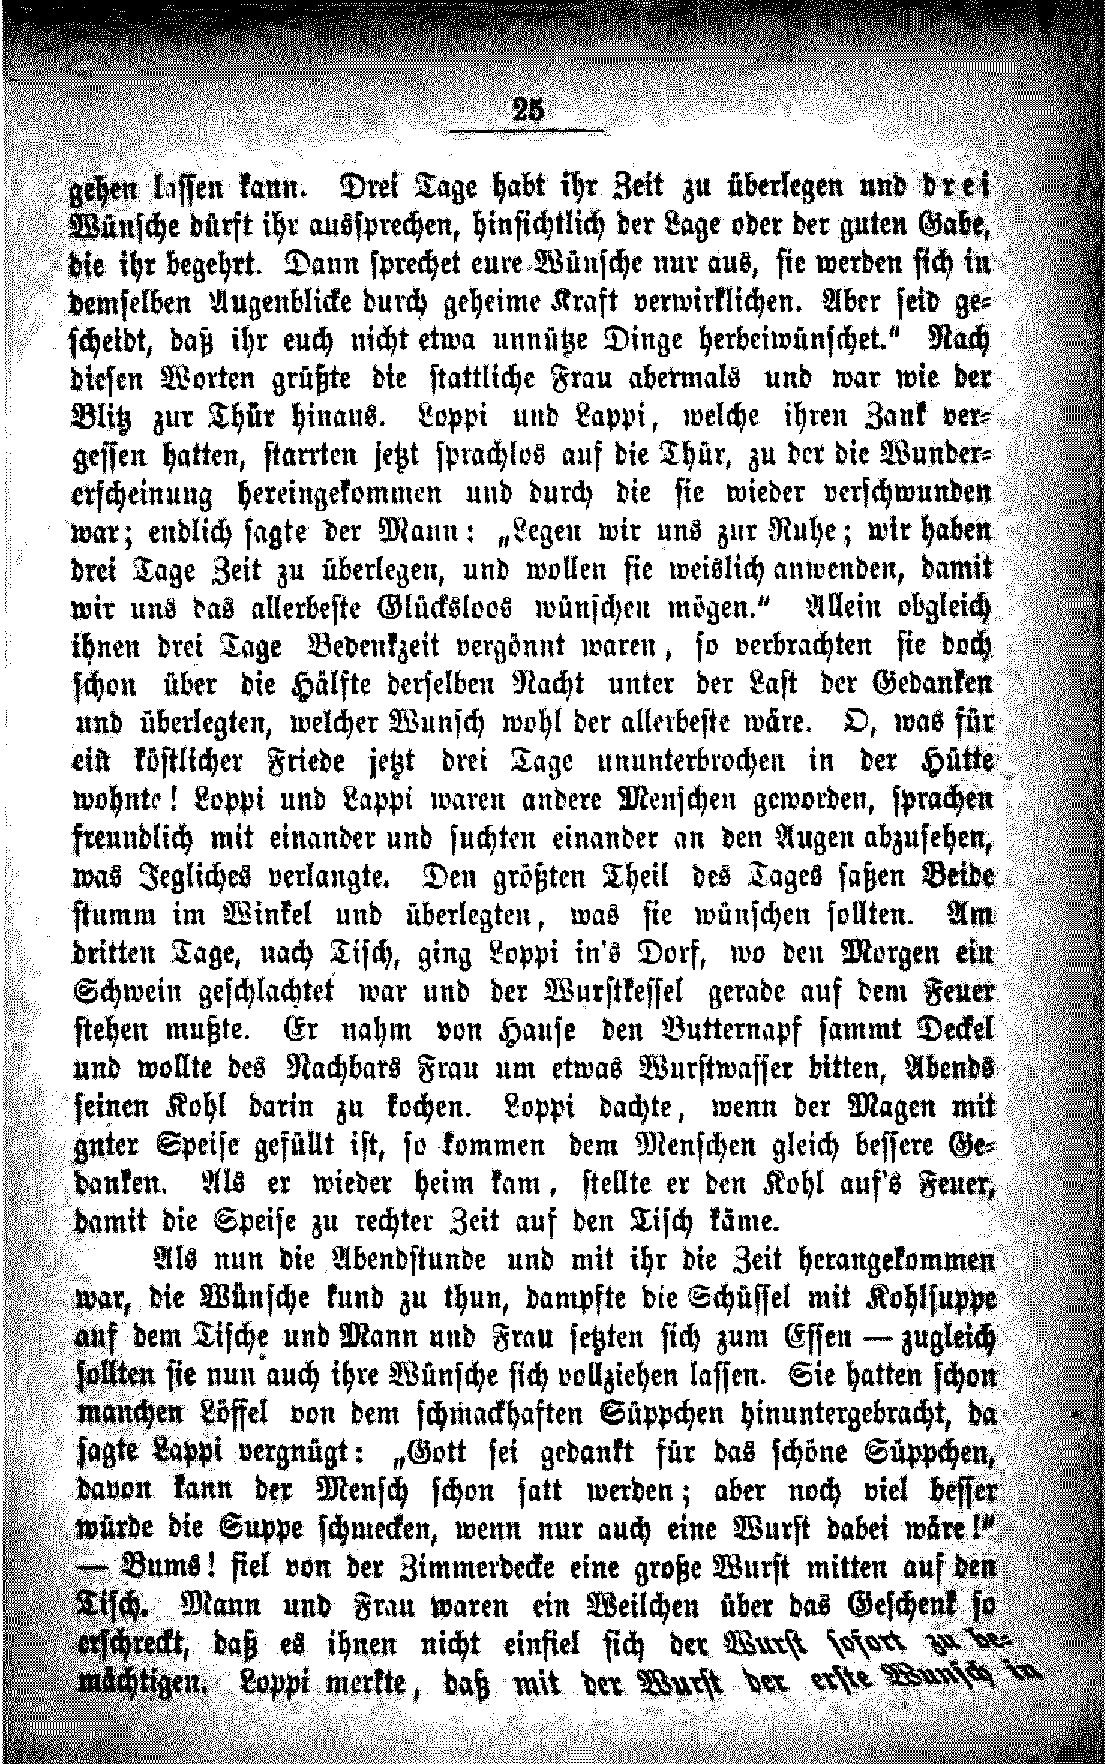 25
gehen lassen kann. Drei Tage habt ihr Zeit zu überlegen und drei
Wünsche dürft ihr aussprechen, hinsichtlich der Lage oder der guten Gabe,
die ihr begehrt. Dann sprechet eure Wünsche nur aus, sie werden sich in
demselben Augenblicke durch geheime Kraft verwirklichen. Aber seid ge-
scheidt, daß ihr euch nicht etwa unnütze Dinge herbeiwünschet.“ Nach
diesen Worten grüßte die stattliche Frau abermals und war wie der
Blitz zur Thür hinaus. Loppi und Lappi, welche ihren Zank ver-
gessen hatten, starrten jetzt sprachlos auf die Thür, zu der die Wunder-
erscheinung hereingekommen und durch die sie wieder verschwunden
war; endlich sagte der Mann: „Legen wir uns zur Ruhe; wir haben
drei Tage Zeit zu überlegen, und wollen sie weislich anwenden, damit
wir uns das allerbeste Glücksloos wünschen mögen.“ Allein obgleich
ihnen drei Tage Bedenkzeit vergönnt waren, so verbrachten sie doch
schon über die Hälfte derselben Nacht unter der Last der Gedanken
und überlegten, welcher Wunsch wohl der allerbeste wäre. O, was für
ein köstlicher Friede jetzt drei Tage ununterbrochen in der Hütte
wohnte! Loppi und Lappi waren andere Menschen geworden, sprachen
freundlich mit einander und suchten einander an den Augen abzusehen,
was Jegliches verlangte. Den größten Theil des Tages saßen Beide
stumm im Winkel und überlegten, was sie wünschen sollten. Am
dritten Tage, nach Tisch, ging Loppi in's Dorf, wo den Morgen ein
Schwein geschlachtet war und der Wurstkessel gerade auf dem Feuer
stehen mußte. Er nahm von Hause den Butternapf sammt Deckel
und wollte des Nachbars Frau um etwas Wurstwasser bitten, Abends
seinen Kohl darin zu kochen. Loppi dachte, wenn der Magen mit
guter Speise gefüllt ist, so kommen dem Menschen gleich bessere Ge-
danken. Als er wieder heim kam, stellte er den Kohl auf's Feuer,
damit die Speise zu rechter Zeit auf den Tisch käme.
Als nun die Abendstunde und mit ihr die Zeit herangekommen
war, die Wünsche kund zu thun, dampfte die Schüssel mit Kohlsuppe
auf dem Tische und Mann und Frau setzten sich zum Essen — zugleich
sollten sie nun auch ihre Wünsche sich vollziehen lassen. Sie hatten schon
manchen Löffel von dem schmackhaften Süppchen hinuntergebracht, da
sagte Lappi vergnügt: „Gott sei gedankt für das schöne Süppchen,
davon kann der Mensch schon satt werden; aber noch viel besser
würde die Suppe schmecken, wenn nur auch eine Wurst dabei wäre!“
— Bums! fiel von der Zimmerdecke eine große Wurst mitten auf den
Tisch. Mann und Frau waren ein Weilchen über das Geschenk so
erschreckt, daß es ihnen nicht einfiel sich der Wurst sofort zu be-
mächtigen. Loppi merkte, daß mit der Wurst der erste Wunsch in